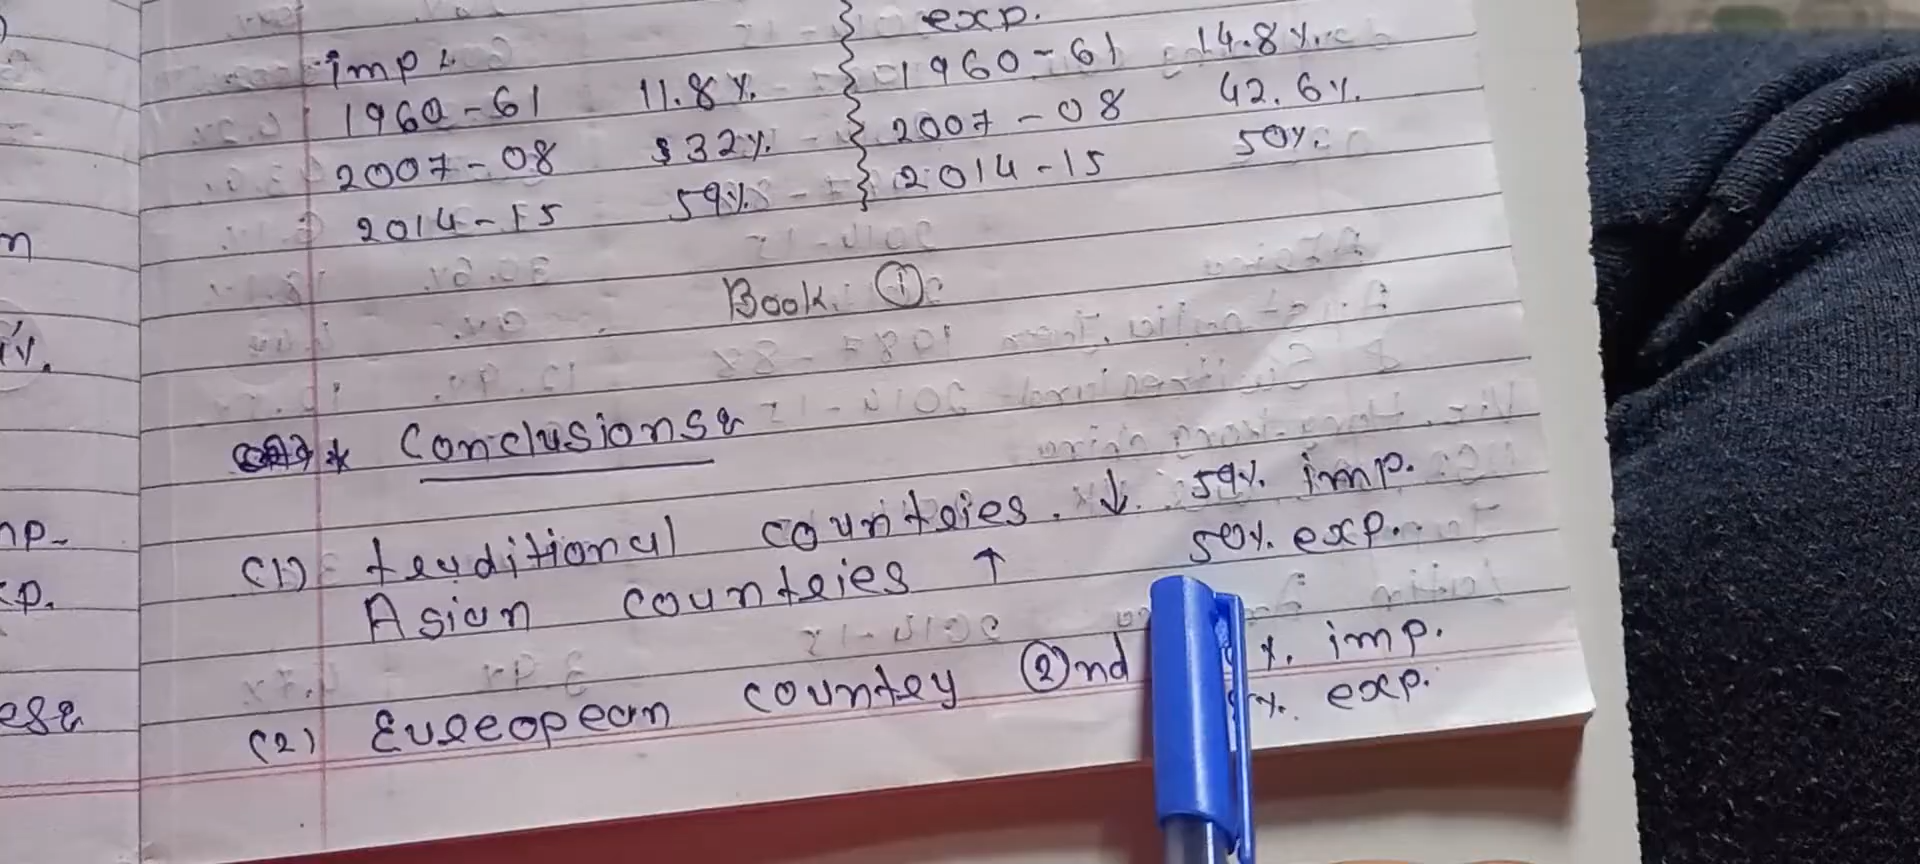 exp.
imp.
1960-61 11.8%
1960-61 14.8%
2007-08 32%
2007-08 42.6%
2014-15 59%
2014-15 50%
Book. ①
* Conclusions:
(1) traditional countries. ↓ 59% imp.
Asian countries ↑ 50% exp.
(2) Eureopean country ②nd % imp.
%. exp.